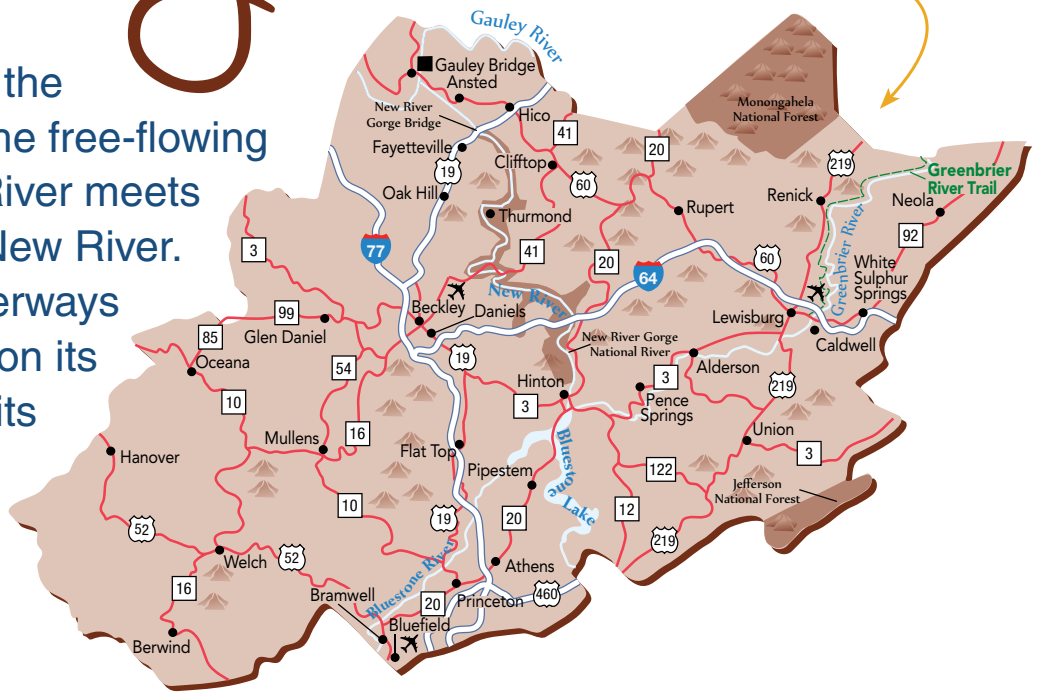 the
ne free-flowing
River meets
New River.
erways
on its
its
Gauley River
Gauley Bridge
Ansted
New River
Gorge Bridge
Hico
41
Fayetteville
19
Clifftop
60
20
Oak Hill
Thurmond
Rupert
Monongahela
National Forest
219
Greenbrier
River Trail
Renick
Neola
92
Greenbrier River
3
77
41
20
64
60
White
Sulphur
Springs
New River
Beckley
Daniels
Lewisburg
Caldwell
99
85
Glen Daniel
Oceana
54
19
New River Gorge
National River
3
Alderson
219
Hinton
10
3
Pence
Springs
16
Mullens
Flat Top
Union
3
Hanover
Pipestem
Bluestone
Lake
122
Jefferson
National Forest
10
19
20
12
219
52
Welch
52
Bluestone River
Athens
16
Bramwell
20
Princeton
460
Bluefield
Berwind